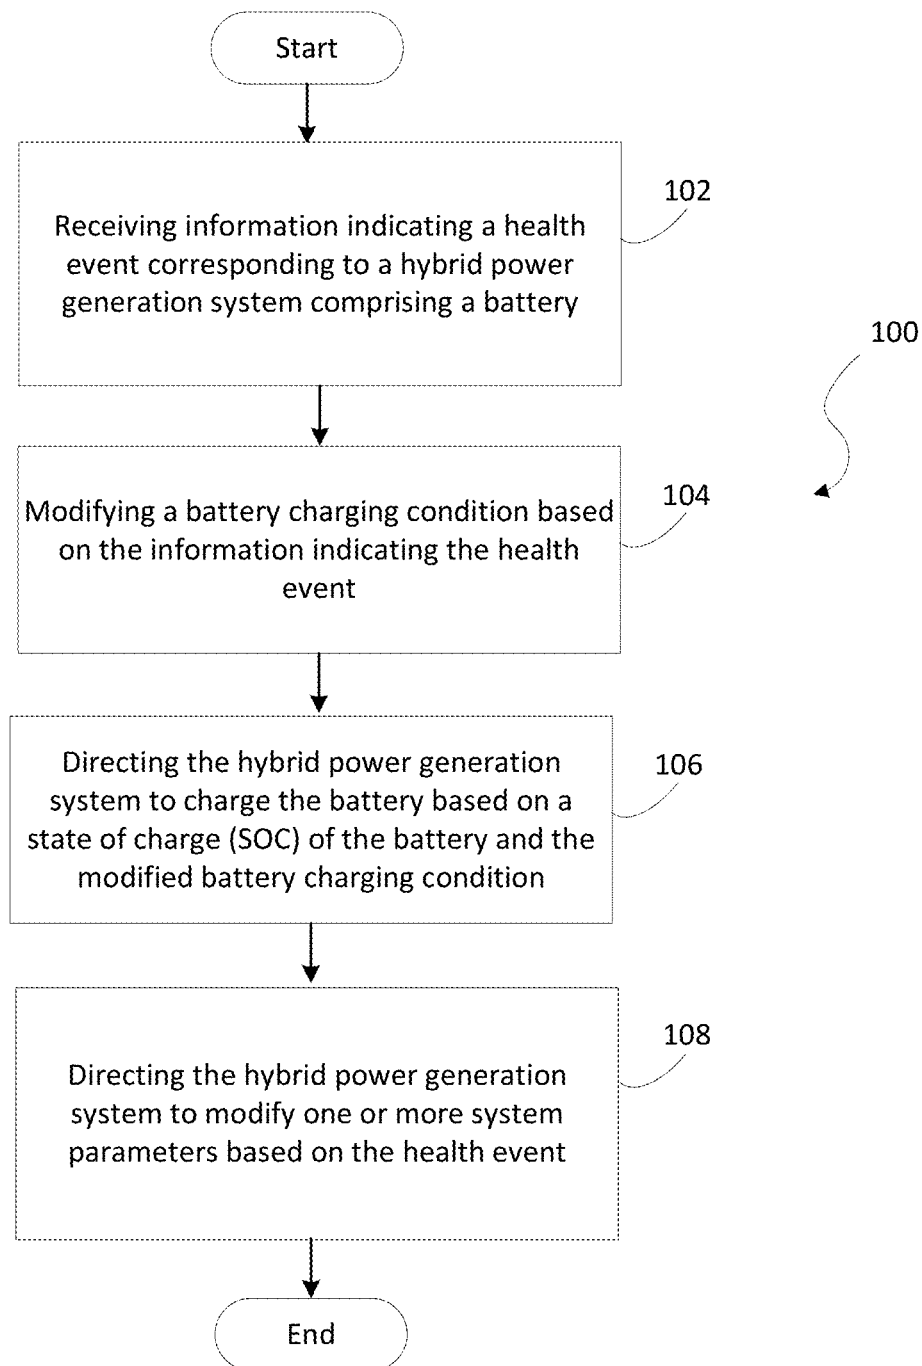 Start
Receiving information indicating a health
event corresponding to a hybrid power
generation system comprising a battery
102
100
Modifying a battery charging condition based
on the information indicating the health
event
104
Directing the hybrid power generation
system to charge the battery based on a
state of charge (SOC) of the battery and the
modified battery charging condition
106
Directing the hybrid power generation
system to modify one or more system
parameters based on the health event
108
End